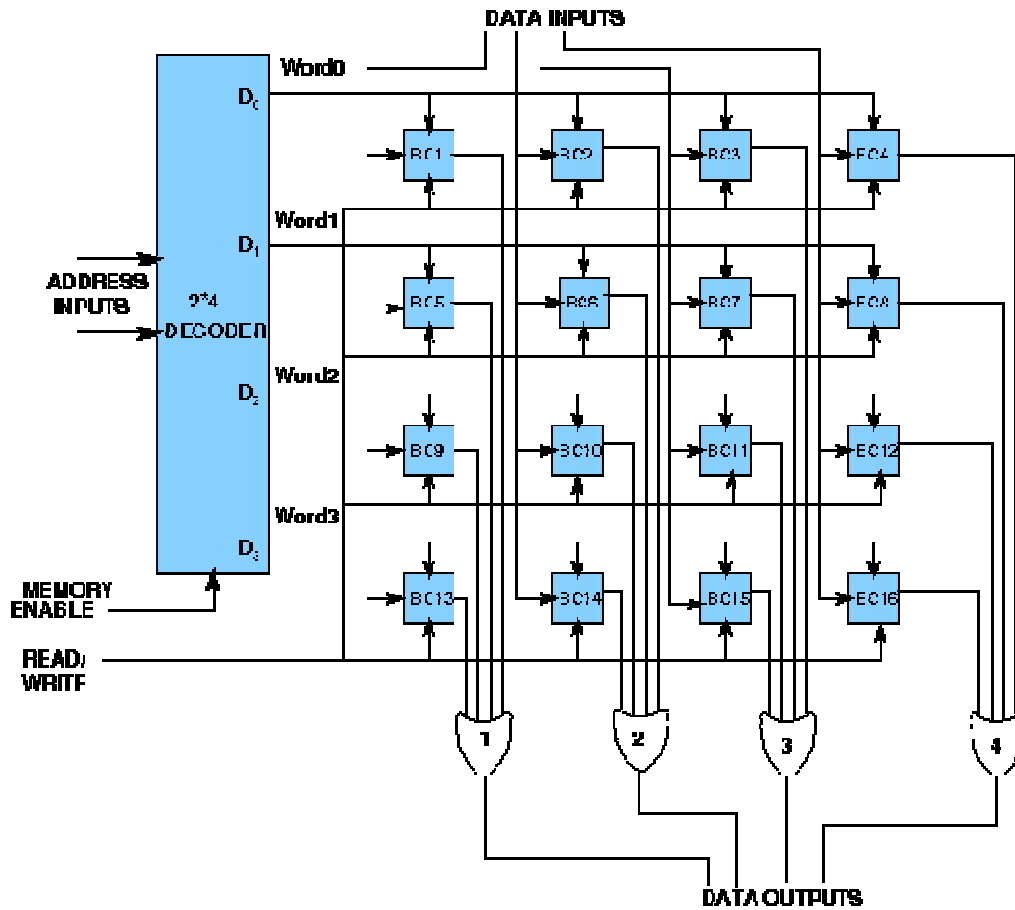 DATA INPUTS
Word0
D0
BC1
BC2
BC3
BC4
Word1
D1
ADDRESS
INPUTS
2*4
DECODER
BC5
BC6
BC7
BC8
Word2
D2
BC9
BC10
BC11
BC12
Word3
D3
MEMORY
ENABLE
BC13
BC14
BC15
BC16
READ/
WRITE
1
2
3
4
DATA OUTPUTS